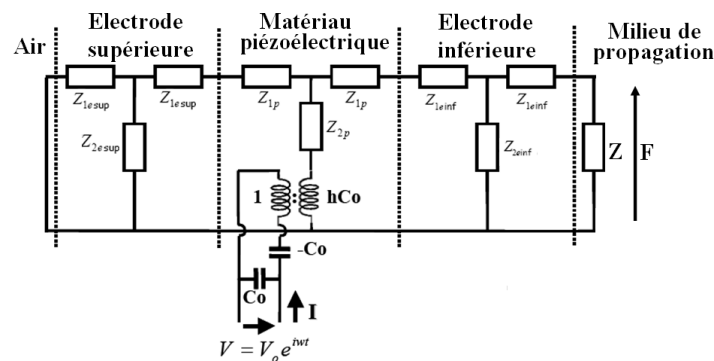 Air
Electrode
supérieure
Matériau
piézoélectrique
Electrode
inférieure
Milieu de
propagation
Z1esup
Z1esup
Z1p
Z1p
Z1einf
Z1einf
Z2esup
Z2p
Z2einf
Z
F
1
:
hCo
-Co
Co
I
V = Voe^iwt